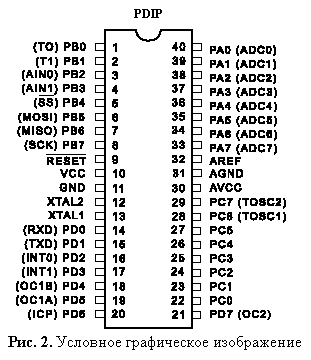 PDIP
(TO) PB0 1 40 PA0 (ADC0)
(T1) PB1 2 39 PA1 (ADC1)
(AIN0) PB2 3 38 PA2 (ADC2)
(AIN1) PB3 4 37 PA3 (ADC3)
(SS) PB4 5 36 PA4 (ADC4)
(MOSI) PB5 6 35 PA5 (ADC5)
(MISO) PB6 7 34 PA6 (ADC6)
(SCK) PB7 8 33 PA7 (ADC7)
RESET 9 32 AREF
VCC 10 31 AGND
GND 11 30 AVCC
XTAL2 12 29 PC7 (TOSC2)
XTAL1 13 28 PC6 (TOSC1)
(RXD) PD0 14 27 PC5
(TXD) PD1 15 26 PC4
(INT0) PD2 16 25 PC3
(INT1) PD3 17 24 PC2
(OC1B) PD4 18 23 PC1
(OC1A) PD5 19 22 PC0
(ICP) PD6 20 21 PD7 (OC2)
Рис. 2. Условное графическое изображение